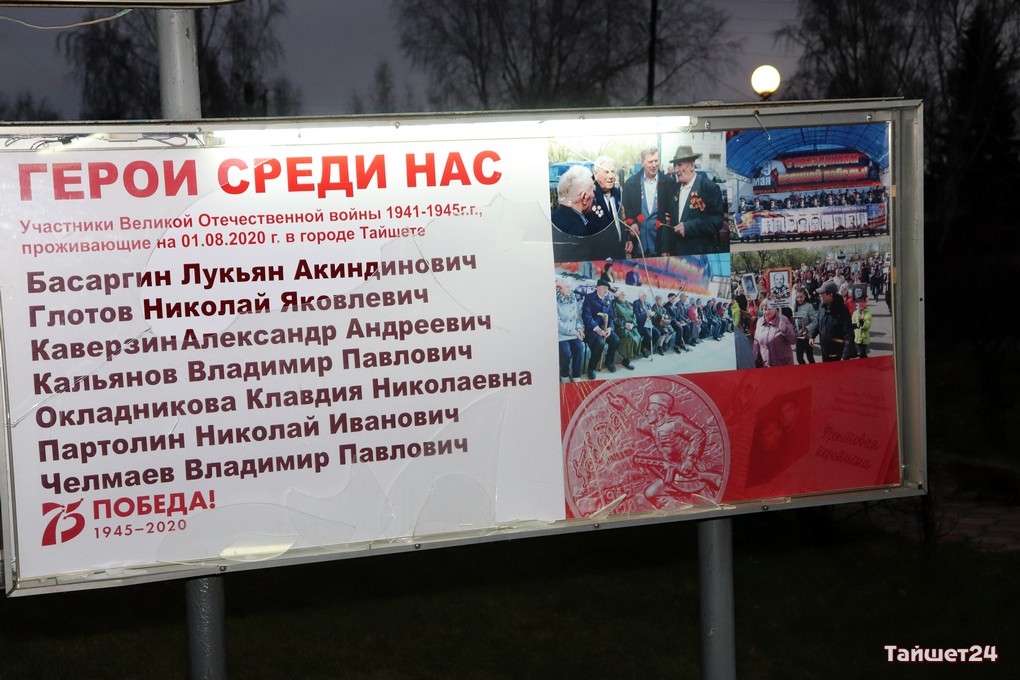 ГЕРОИ СРЕДИ НАС
Участники Великой Отечественной войны 1941-1945г.г.,
проживающие на 01.08.2020 г. в городе Тайшете
Басаргин Лукьян Акиндинович
Глотов Николай Яковлевич
Каверзин Александр Андреевич
Кальянов Владимир Павлович
Окладникова Клавдия Николаевна
Партолин Николай Иванович
Челмаев Владимир Павлович
75 ПОБЕДА!
1945–2020
Фронтовая
Тайшет24